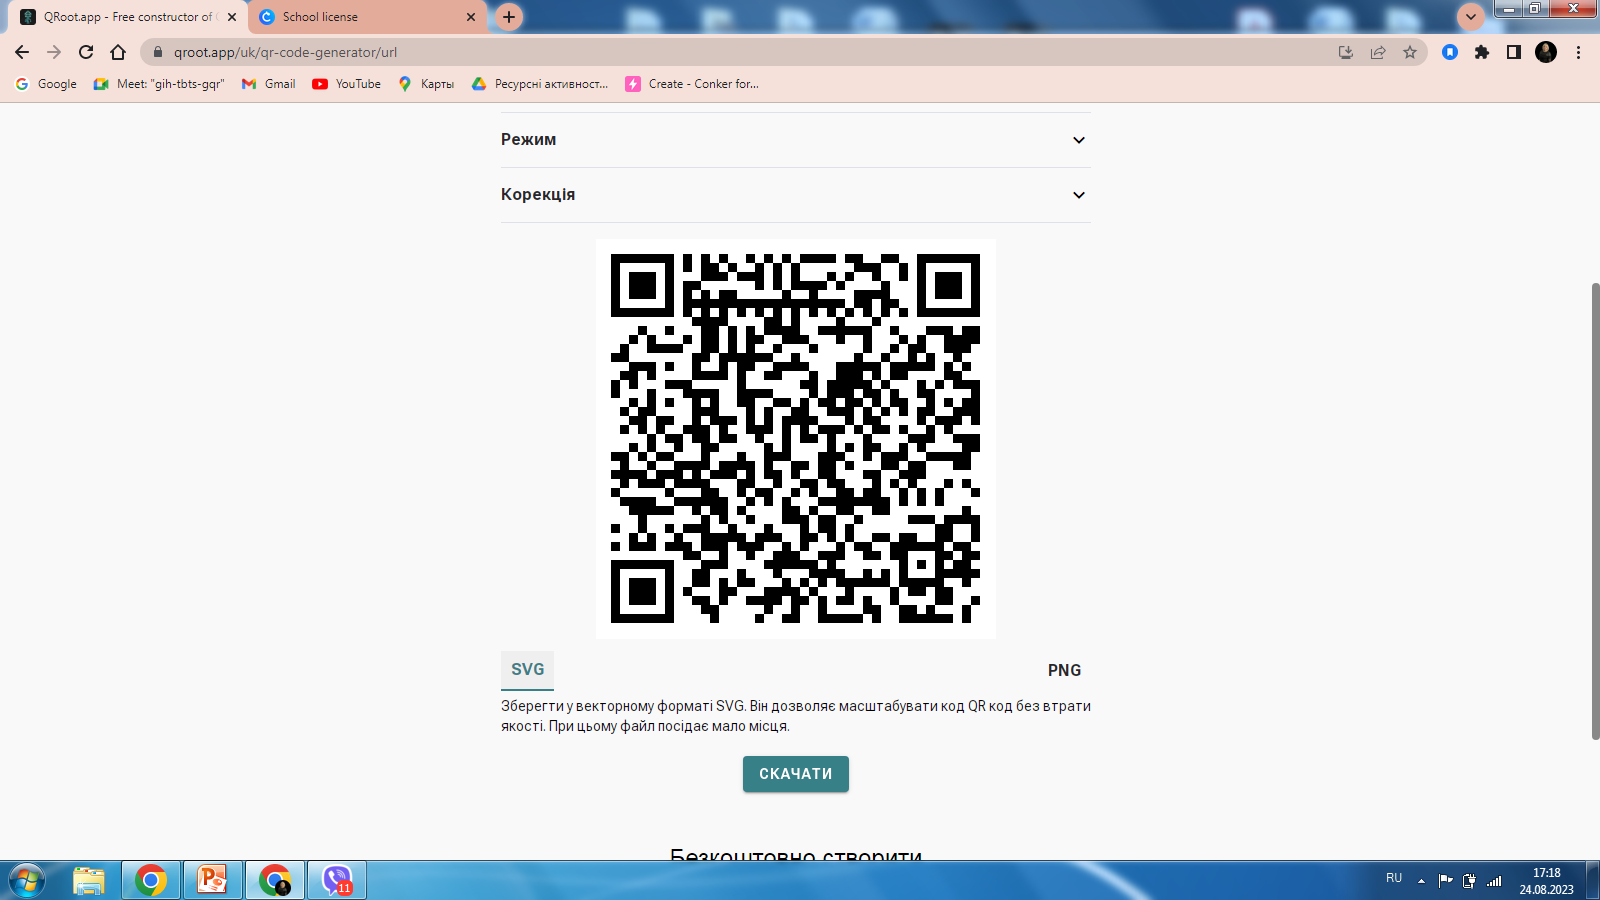 QRoot.app - Free constructor of
School license
qroot.app/uk/qr-code-generator/url
Google
Meet: "gih-tbts-gqr"
Gmail
YouTube
Карты
Ресурсні активност...
Create - Conker for...
Режим
Корекція
SVG
PNG
Зберегти у векторному форматі SVG. Він дозволяє масштабувати код QR код без втрати
якості. При цьому файл посідає мало місця.
СКАЧАТИ
Безкоштовно створити
11
RU
17:18
24.08.2023